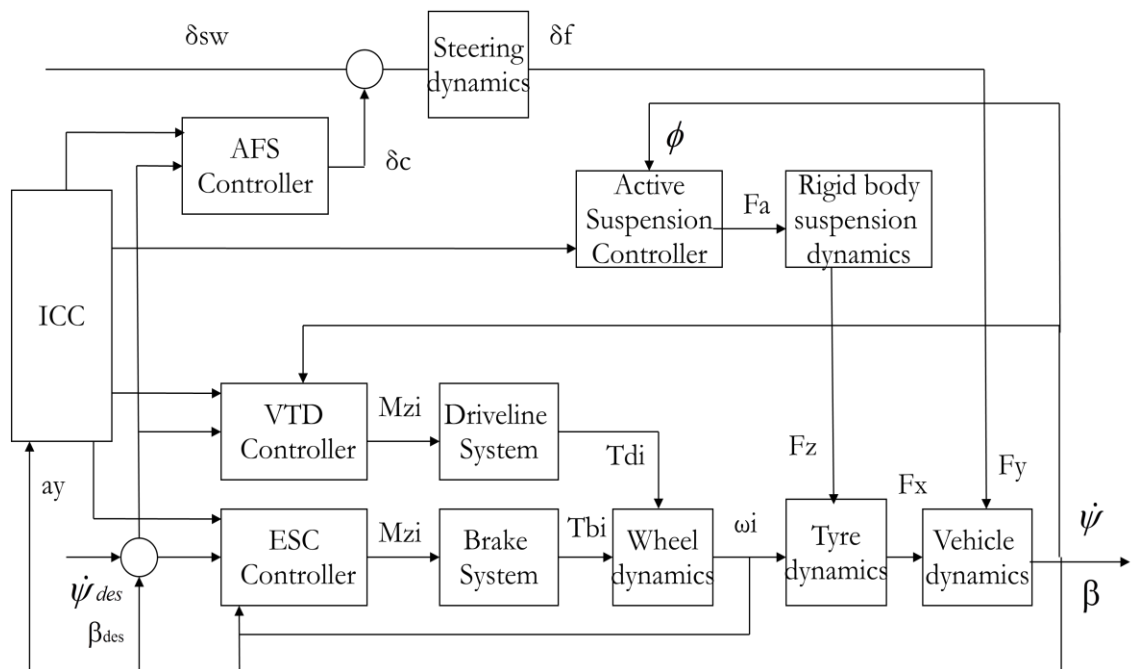 δsw
Steering
dynamics
δf
AFS
Controller
δc
ϕ
Active
Suspension
Controller
Fa
Rigid body
suspension
dynamics
ICC
VTD
Controller
Mzi
Driveline
System
Tdi
Fz
Fx
Fy
ay
ESC
Controller
Mzi
Brake
System
Tbi
Wheel
dynamics
ωi
Tyre
dynamics
Vehicle
dynamics
ψ̇
β
ψ̇des
βdes